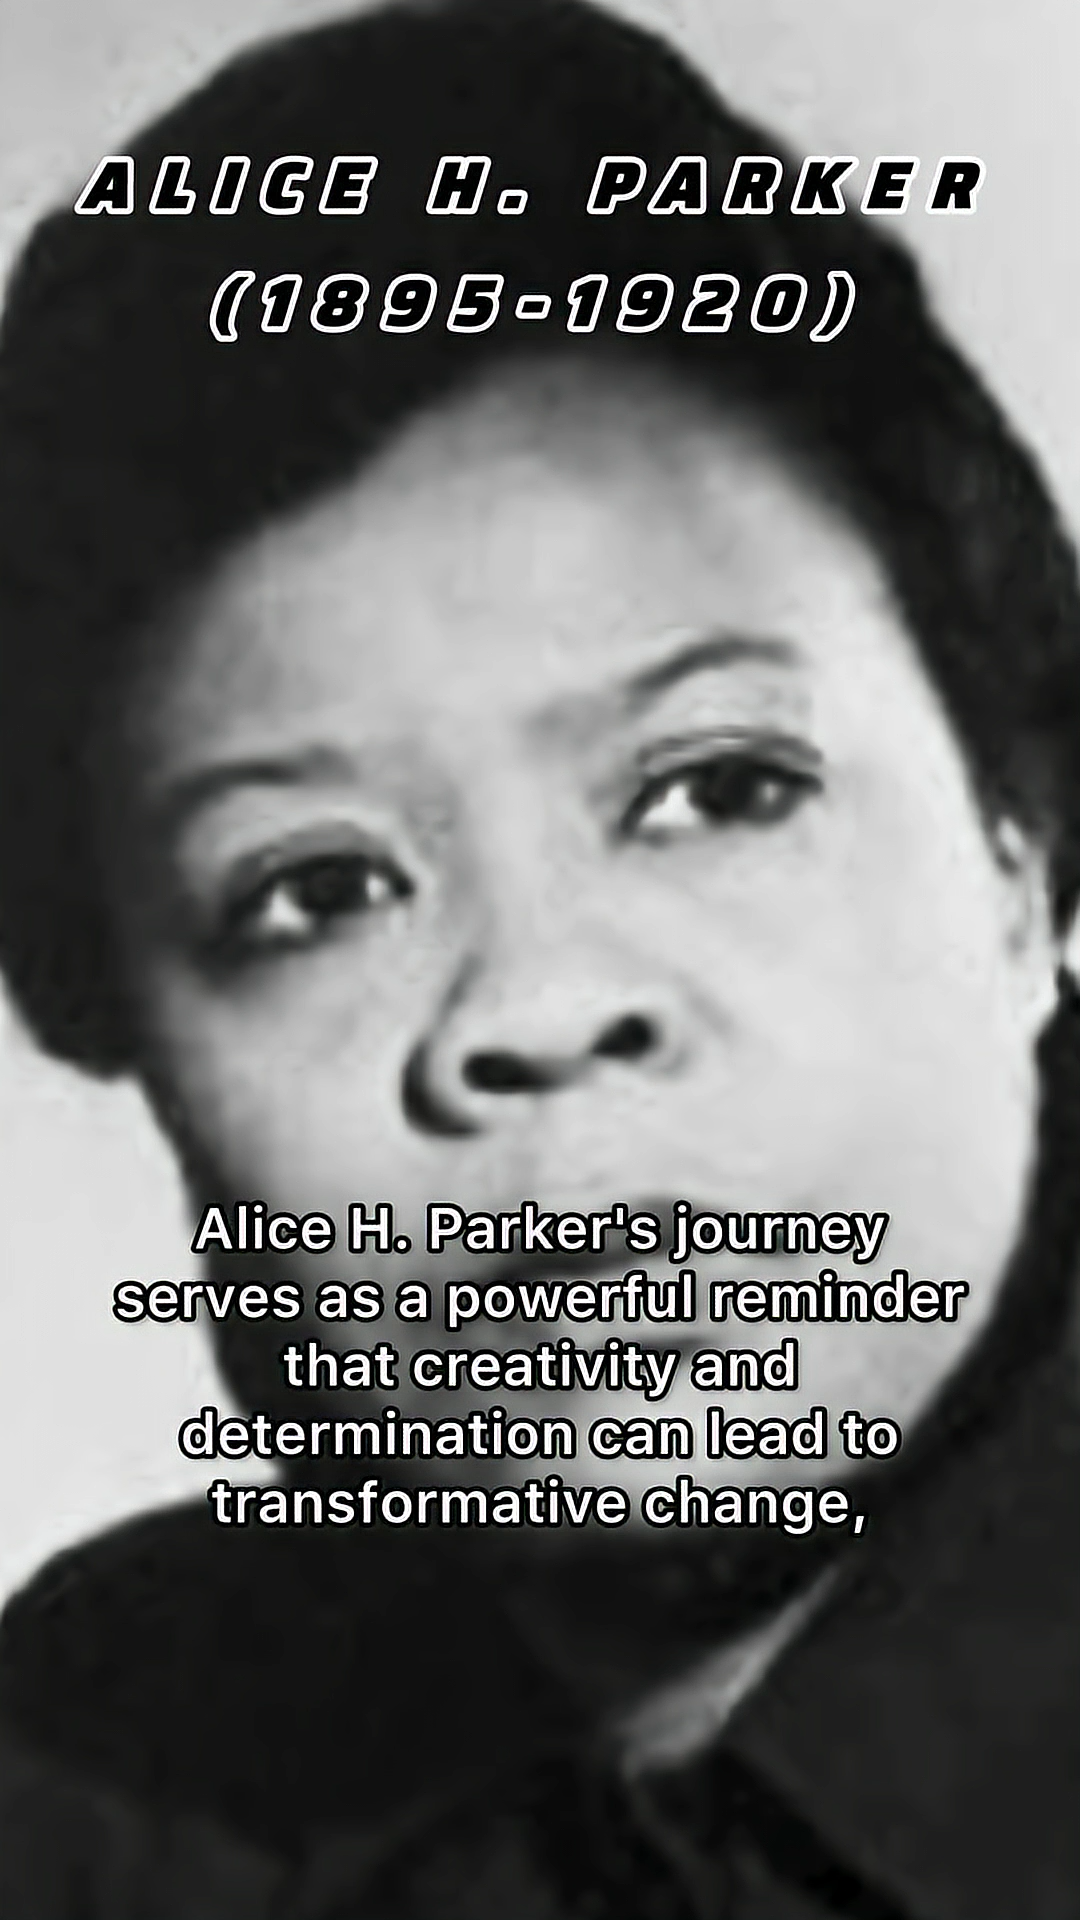 ALICE H. PARKER
(1895-1920)
Alice H. Parker's journey
serves as a powerful reminder
that creativity and
determination can lead to
transformative change,